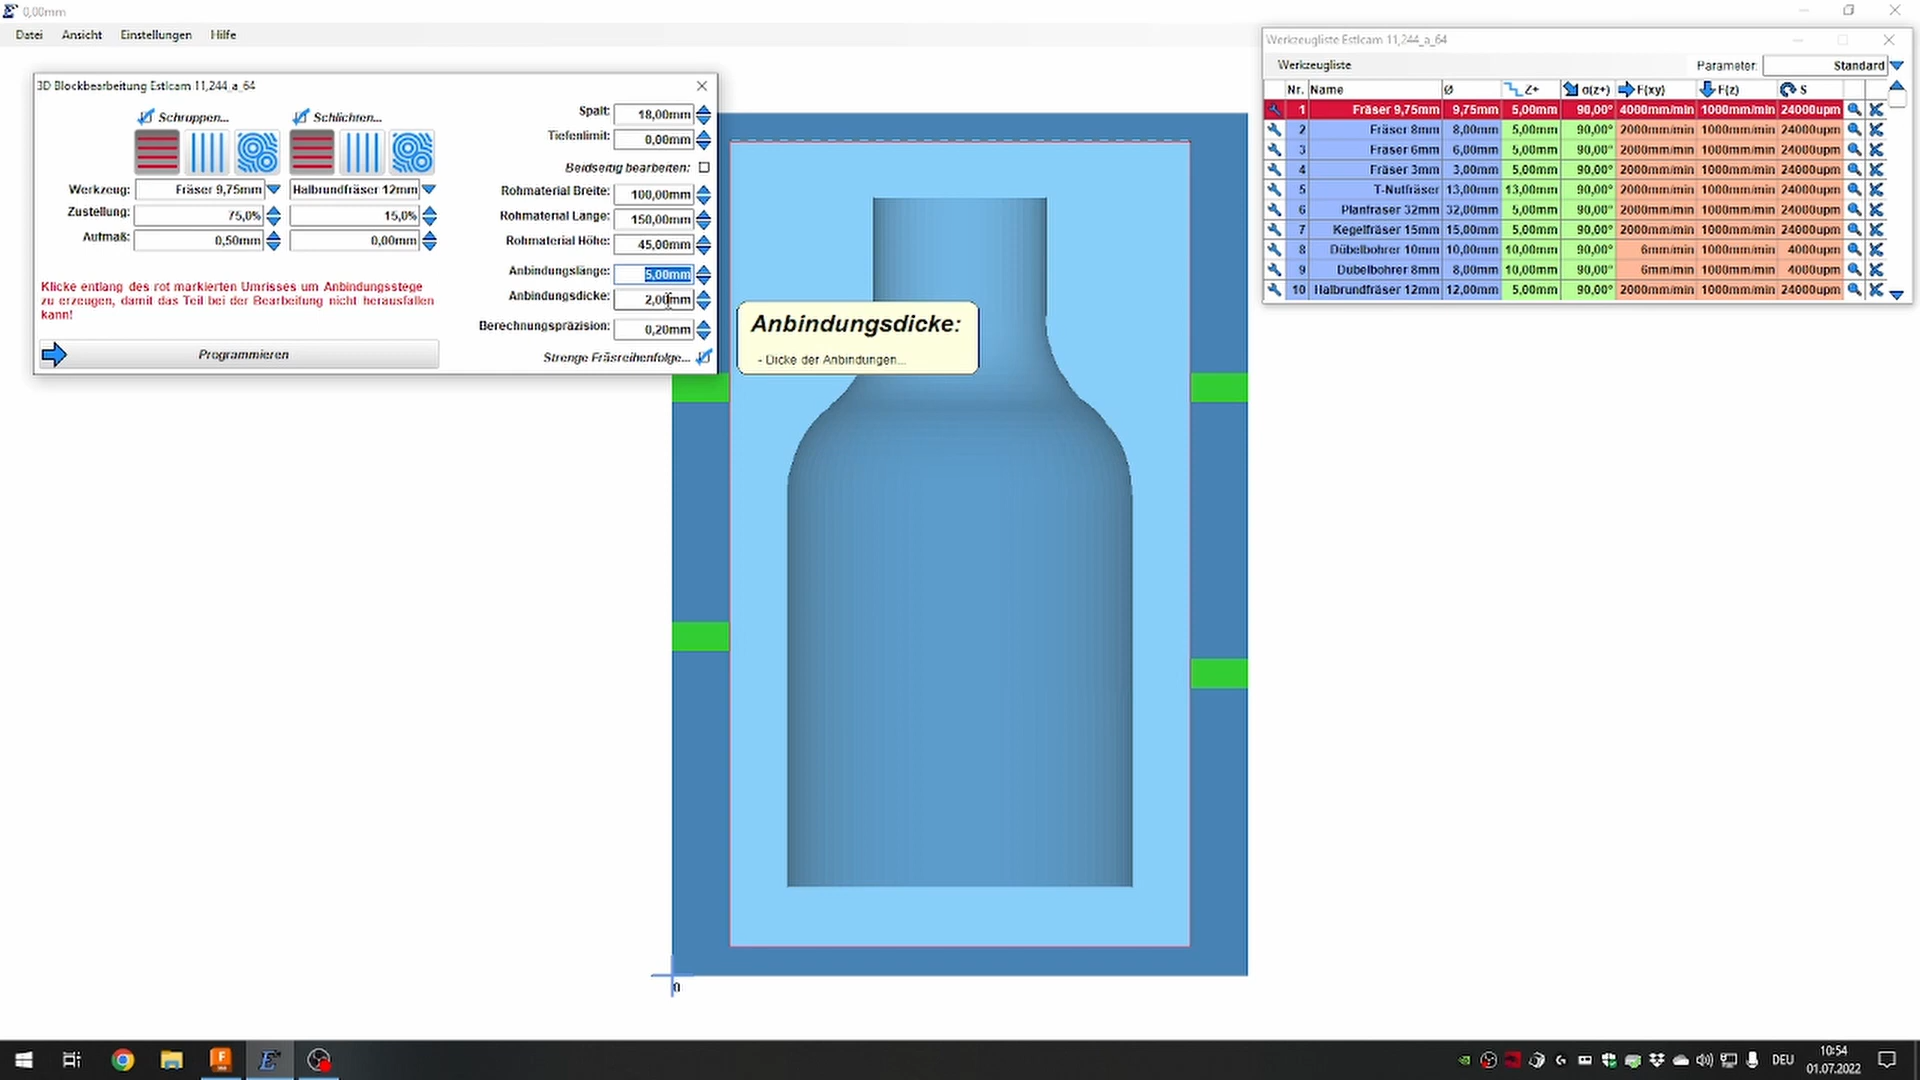 0,00mm
Datei Ansicht Einstellungen Hilfe
3D Blockbearbeitung Estlcam 11,244_a_64
Schruppen... Schlichten...
Werkzeug: Fräser 9,75mm Halbrundfräser 12mm
Zustellung: 75,0% 15,0%
Aufmaß: 0,50mm 0,00mm
Klicke entlang des rot markierten Umrisses um Anbindungsstege
zu erzeugen, damit das Teil bei der Bearbeitung nicht herausfallen
kann!
Programmieren
Spalt: 18,00mm
Tiefenlimit: 0,00mm
Beidseitig bearbeiten:
Rohmaterial Breite: 100,00mm
Rohmaterial Länge: 150,00mm
Rohmaterial Höhe: 45,00mm
Anbindungslänge: 5,00mm
Anbindungsdicke: 2,00mm
Berechnungspräzision: 0,20mm
Strenge Fräsreihenfolge...
Anbindungsdicke:
- Dicke der Anbindungen...
0
Werkzeugliste Estlcam 11,244_a_64
Werkzeugliste Parameter: Standard
Nr. Name Ø Z+ α(z+) F(xy) F(z) S
1 Fräser 9,75mm 9,75mm 5,00mm 90,00° 4000mm/min 1000mm/min 24000upm
2 Fräser 8mm 8,00mm 5,00mm 90,00° 2000mm/min 1000mm/min 24000upm
3 Fräser 6mm 6,00mm 5,00mm 90,00° 2000mm/min 1000mm/min 24000upm
4 Fräser 3mm 3,00mm 5,00mm 90,00° 2000mm/min 1000mm/min 24000upm
5 T-Nutfräser 13,00mm 13,00mm 90,00° 2000mm/min 1000mm/min 24000upm
6 Planfräser 32mm 32,00mm 5,00mm 90,00° 2000mm/min 1000mm/min 24000upm
7 Kegelfräser 15mm 15,00mm 5,00mm 90,00° 2000mm/min 1000mm/min 24000upm
8 Dübelbohrer 10mm 10,00mm 10,00mm 90,00° 6mm/min 1000mm/min 4000upm
9 Dübelbohrer 8mm 8,00mm 10,00mm 90,00° 6mm/min 1000mm/min 4000upm
10 Halbrundfräser 12mm 12,00mm 5,00mm 90,00° 2000mm/min 1000mm/min 24000upm
DEU
10:54
01.07.2022